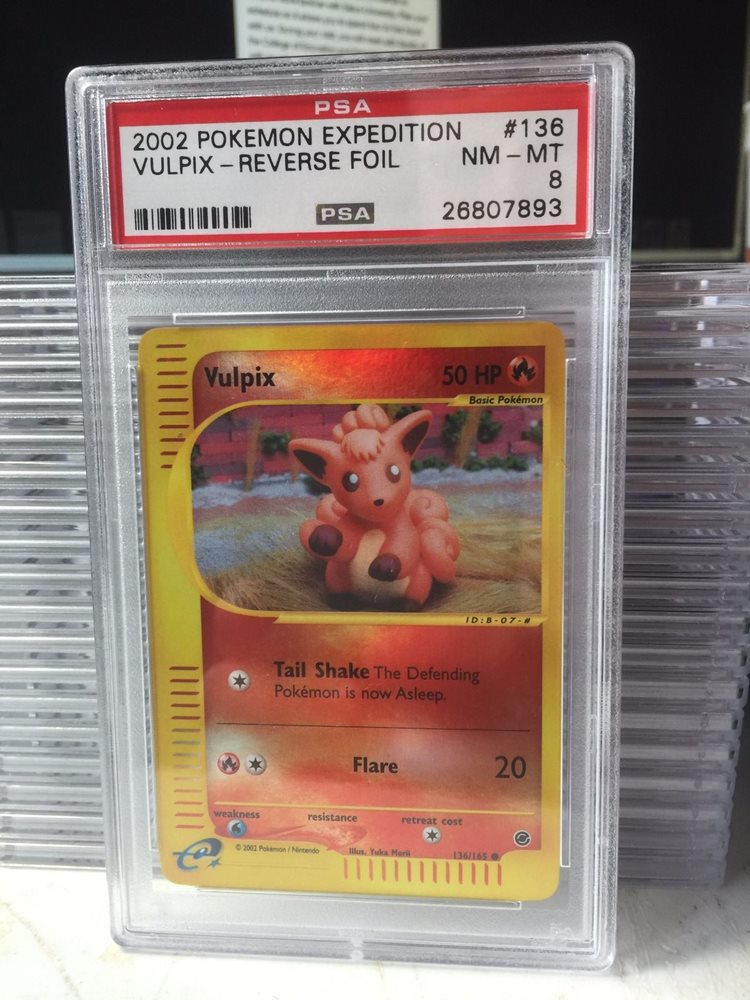 PSA
2002 POKEMON EXPEDITION #136
VULPIX – REVERSE FOIL NM – MT
8
PSA 26807893
Vulpix 50 HP
Basic Pokémon
ID:B-07-#
Tail Shake The Defending
Pokémon is now Asleep.
Flare 20
weakness resistance retreat cost
© 2002 Pokémon / Nintendo Illus. Yuka Morii 136/165
e